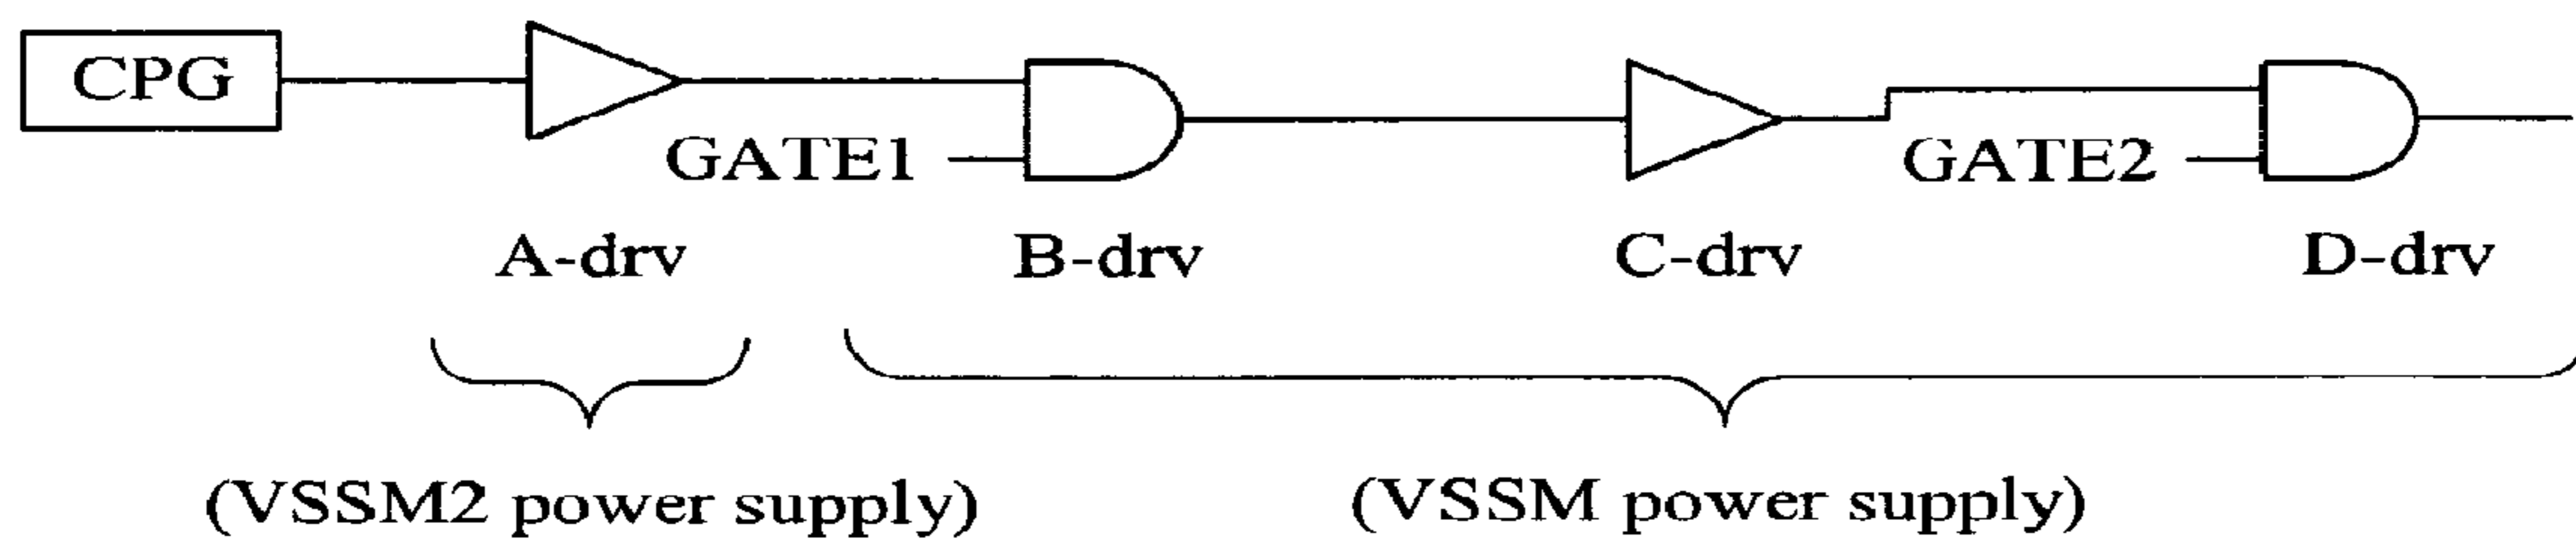 CPG
GATE1
GATE2
A-drv
B-drv
C-drv
D-drv
(VSSM2 power supply)
(VSSM power supply)